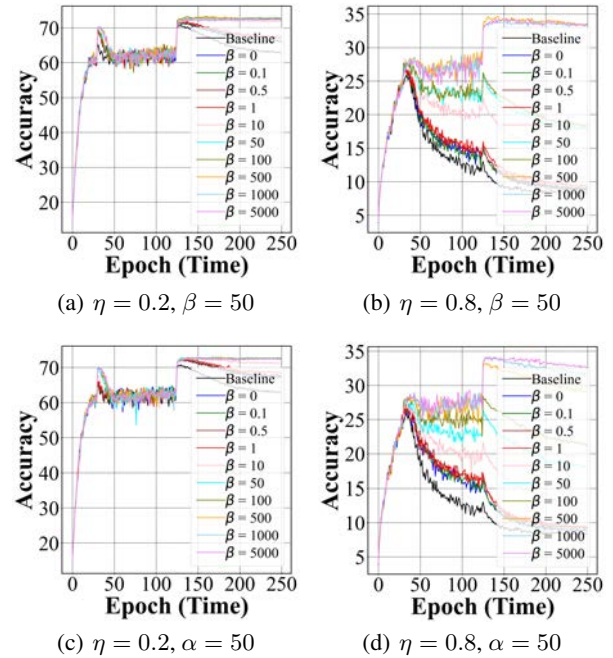 Accuracy
70
60
50
40
30
20
0
50
100
150
200
250
Epoch (Time)
Baseline
β = 0
β = 0.1
β = 0.5
β = 1
β = 10
β = 50
β = 100
β = 500
β = 1000
β = 5000
(a) η = 0.2, β = 50
Accuracy
35
30
25
20
15
10
5
0
50
100
150
200
250
Epoch (Time)
Baseline
β = 0
β = 0.1
β = 0.5
β = 1
β = 10
β = 50
β = 100
β = 500
β = 1000
β = 5000
(b) η = 0.8, β = 50
Accuracy
70
60
50
40
30
20
0
50
100
150
200
250
Epoch (Time)
Baseline
β = 0
β = 0.1
β = 0.5
β = 1
β = 10
β = 50
β = 100
β = 500
β = 1000
β = 5000
(c) η = 0.2, α = 50
Accuracy
35
30
25
20
15
10
5
0
50
100
150
200
250
Epoch (Time)
Baseline
β = 0
β = 0.1
β = 0.5
β = 1
β = 10
β = 50
β = 100
β = 500
β = 1000
β = 5000
(d) η = 0.8, α = 50